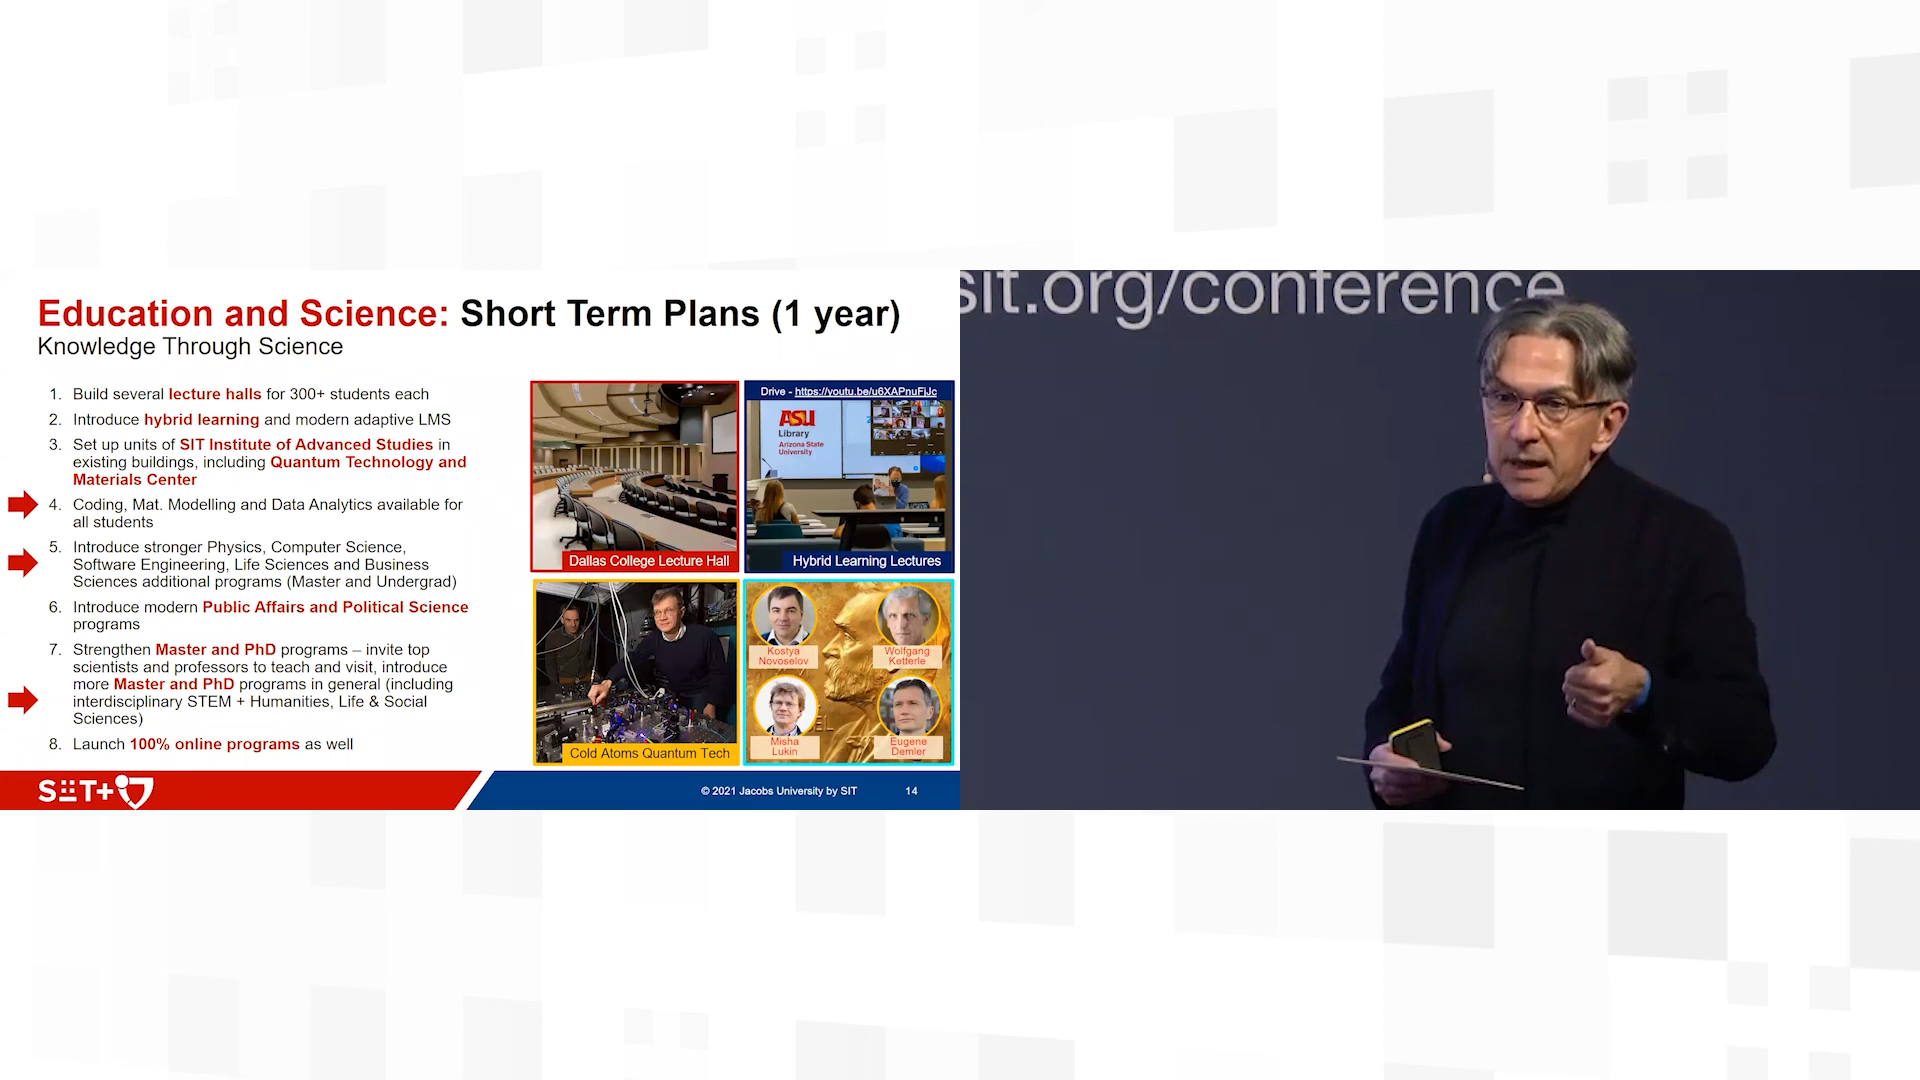 Education and Science: Short Term Plans (1 year)
Knowledge Through Science
1. Build several lecture halls for 300+ students each
2. Introduce hybrid learning and modern adaptive LMS
3. Set up units of SIT Institute of Advanced Studies in
existing buildings, including Quantum Technology and
Materials Center
4. Coding, Mat. Modelling and Data Analytics available for
all students
5. Introduce stronger Physics, Computer Science,
Software Engineering, Life Sciences and Business
Sciences additional programs (Master and Undergrad)
6. Introduce modern Public Affairs and Political Science
programs
7. Strengthen Master and PhD programs – invite top
scientists and professors to teach and visit, introduce
more Master and PhD programs in general (including
interdisciplinary STEM + Humanities, Life & Social
Sciences)
8. Launch 100% online programs as well
Dallas College Lecture Hall
Drive - https://youtu.be/u6XAPnuFjJc
ASU
Library
Arizona State
University
Hybrid Learning Lectures
Cold Atoms Quantum Tech
Kostya
Novoselov
Wolfgang
Ketterle
Misha
Lukin
Eugene
Demler
© 2021 Jacobs University by SIT
14
sit.org/conference